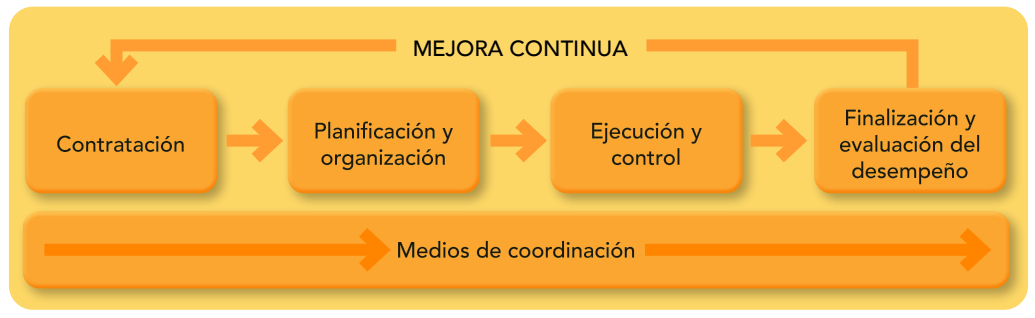 MEJORA CONTINUA
Contratación
Planificación y
organización
Ejecución y
control
Finalización y
evaluación del
desempeño
Medios de coordinación